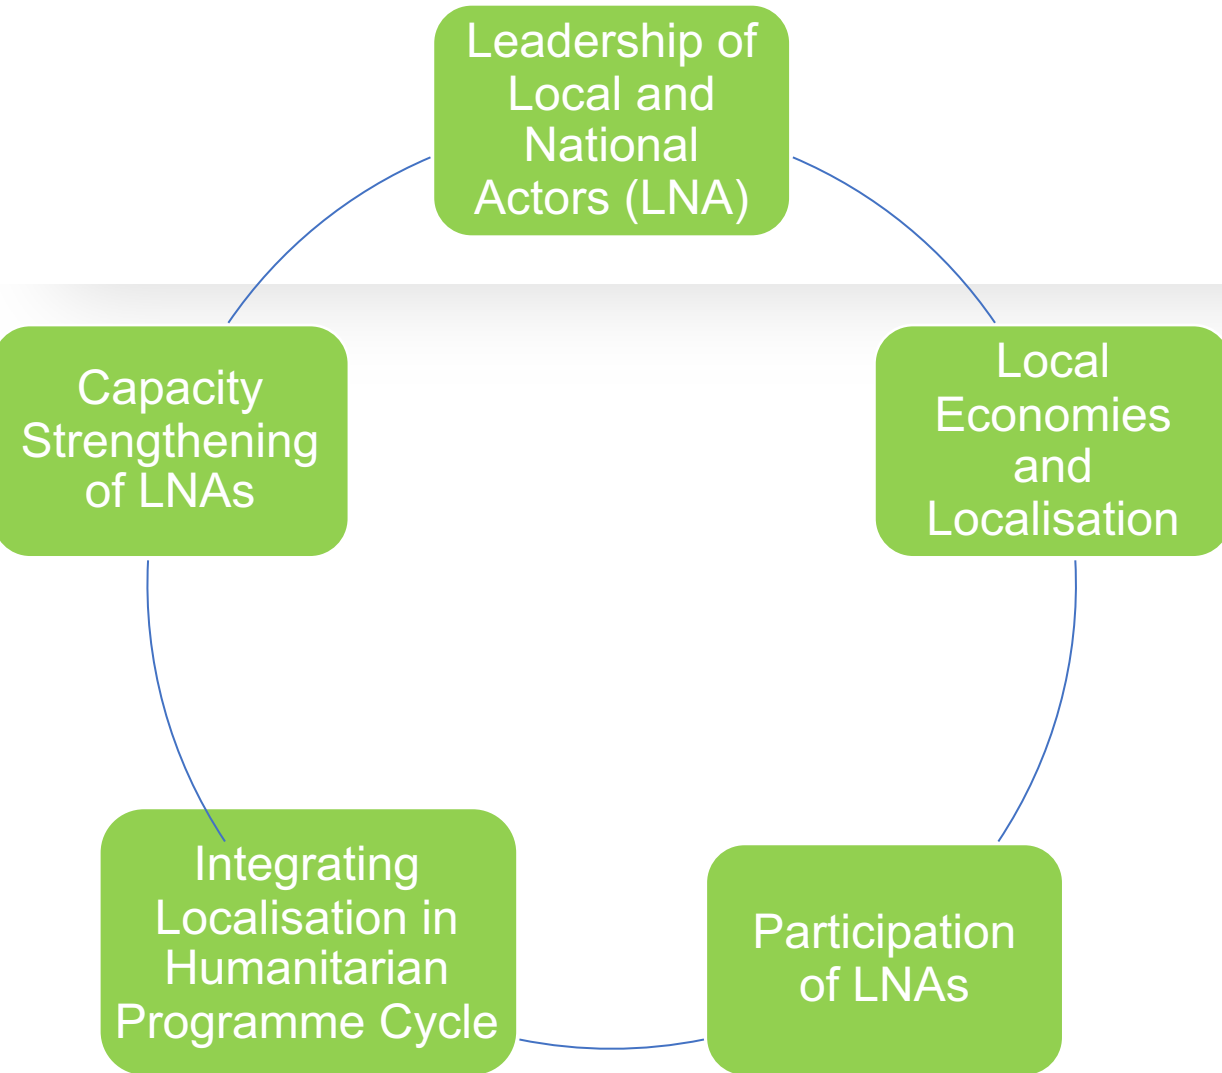 Leadership of
Local and
National
Actors (LNA)
Local
Economies
and
Localisation
Participation
of LNAs
Integrating
Localisation in
Humanitarian
Programme Cycle
Capacity
Strengthening
of LNAs